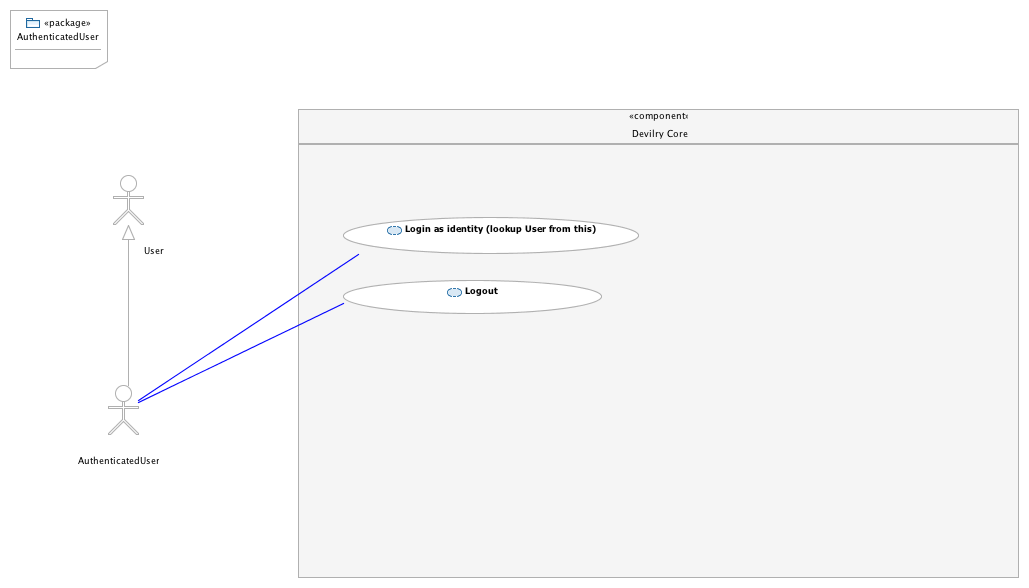 «package»
AuthenticatedUser
«component»
Devilry Core
Login as identity (lookup User from this)
User
Logout
AuthenticatedUser